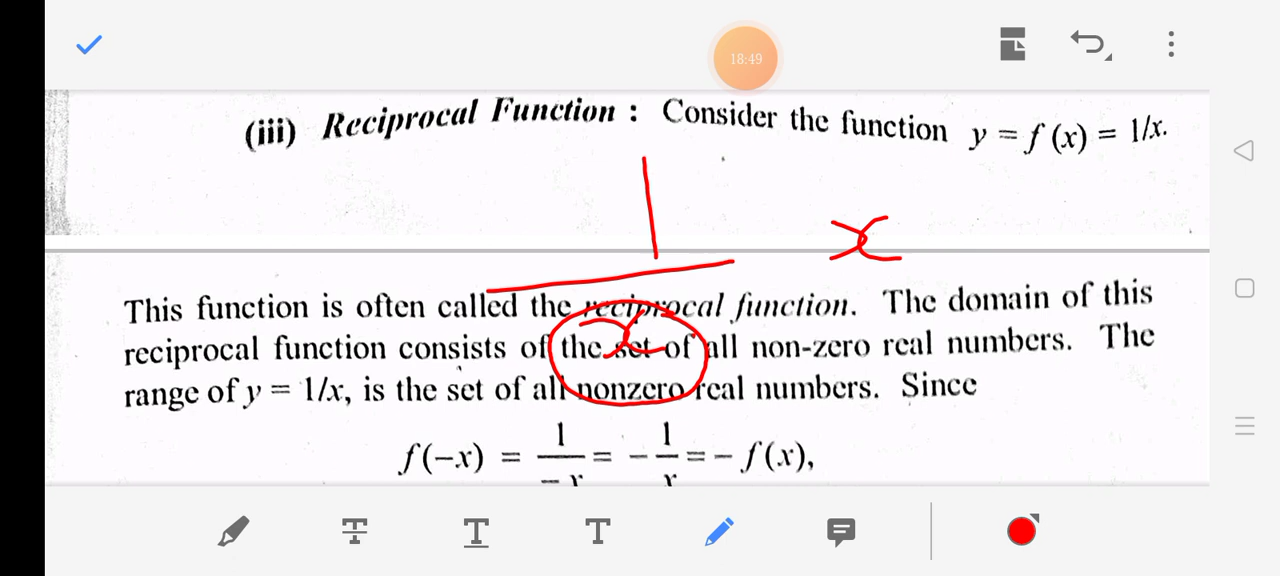 18:49
(iii) Reciprocal Function : Consider the function y = f (x) = 1/x.
1
x
This function is often called the reciprocal function. The domain of this
x
reciprocal function consists of the set of all non-zero real numbers. The
range of y = 1/x, is the set of all nonzero real numbers. Since
f(−x) = 1/−x = − 1/x = − f (x),
T T T